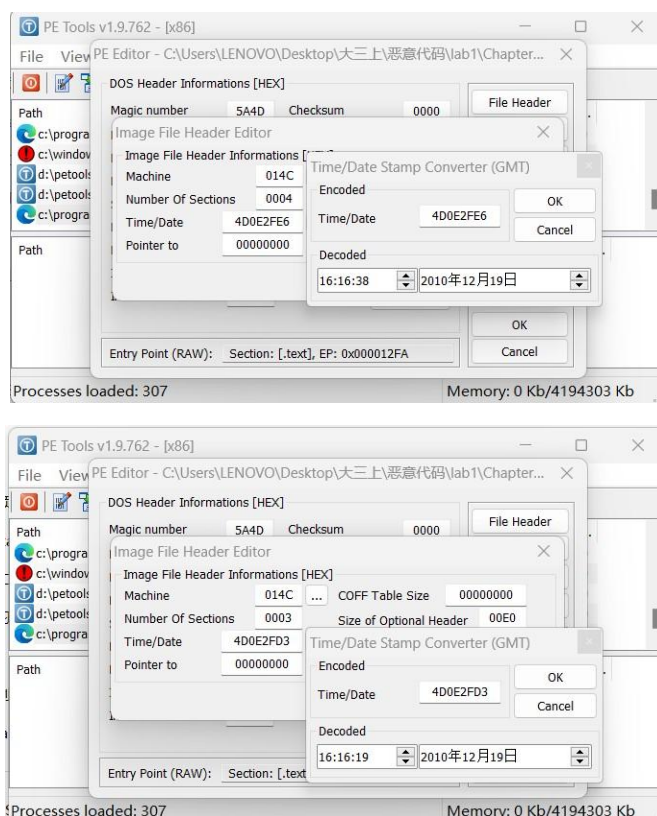 PE Tools v1.9.762 - [x86]
File View
PE Editor - C:\Users\LENOVO\Desktop\大三上\恶意代码\lab1\Chapter...
DOS Header Informations [HEX]
Magic number 5A4D Checksum 0000
File Header
Path
c:\progra
c:\window
d:\petools
d:\petools
c:\progra
Image File Header Editor
Image File Header Informations [
Machine 014C
Number Of Sections 0004
Time/Date 4D0E2FE6
Pointer to 00000000
Time/Date Stamp Converter (GMT)
Encoded
Time/Date 4D0E2FE6
OK
Cancel
Decoded
16:16:38 2010年12月19日
Path
OK
Cancel
Entry Point (RAW): Section: [.text], EP: 0x000012FA
Processes loaded: 307 Memory: 0 Kb/4194303 Kb
PE Tools v1.9.762 - [x86]
File View
PE Editor - C:\Users\LENOVO\Desktop\大三上\恶意代码\lab1\Chapter...
DOS Header Informations [HEX]
Magic number 5A4D Checksum 0000
File Header
Path
c:\progra
c:\window
d:\petools
d:\petools
c:\progra
Image File Header Editor
Image File Header Informations [HEX]
Machine 014C ... COFF Table Size 00000000
Number Of Sections 0003 Size of Optional Header 00E0
Time/Date 4D0E2FD3
Pointer to 00000000
Time/Date Stamp Converter (GMT)
Encoded
Time/Date 4D0E2FD3
OK
Cancel
Decoded
16:16:19 2010年12月19日
Path
Entry Point (RAW): Section: [.text
Processes loaded: 307 Memory: 0 Kb/4194303 Kb